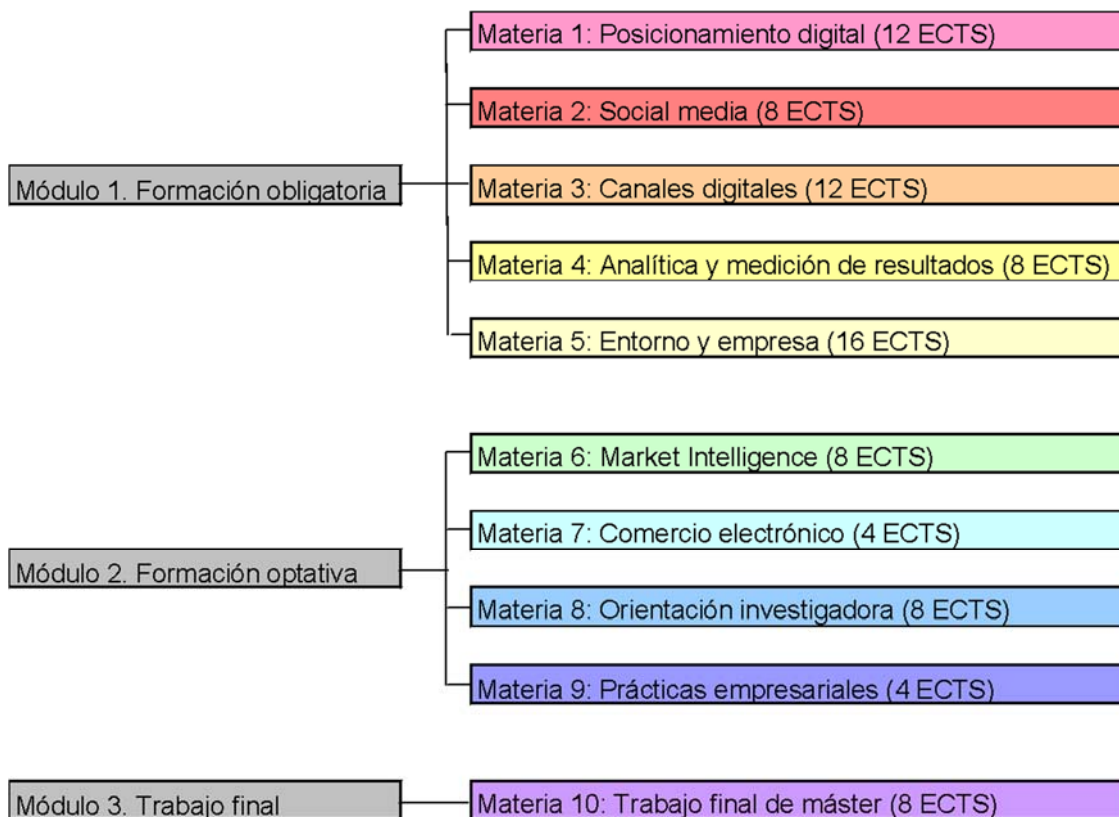 Materia 1: Posicionamiento digital (12 ECTS)
Materia 2: Social media (8 ECTS)
Módulo 1. Formación obligatoria
Materia 3: Canales digitales (12 ECTS)
Materia 4: Analítica y medición de resultados (8 ECTS)
Materia 5: Entorno y empresa (16 ECTS)
Materia 6: Market Intelligence (8 ECTS)
Materia 7: Comercio electrónico (4 ECTS)
Módulo 2. Formación optativa
Materia 8: Orientación investigadora (8 ECTS)
Materia 9: Prácticas empresariales (4 ECTS)
Módulo 3. Trabajo final
Materia 10: Trabajo final de máster (8 ECTS)